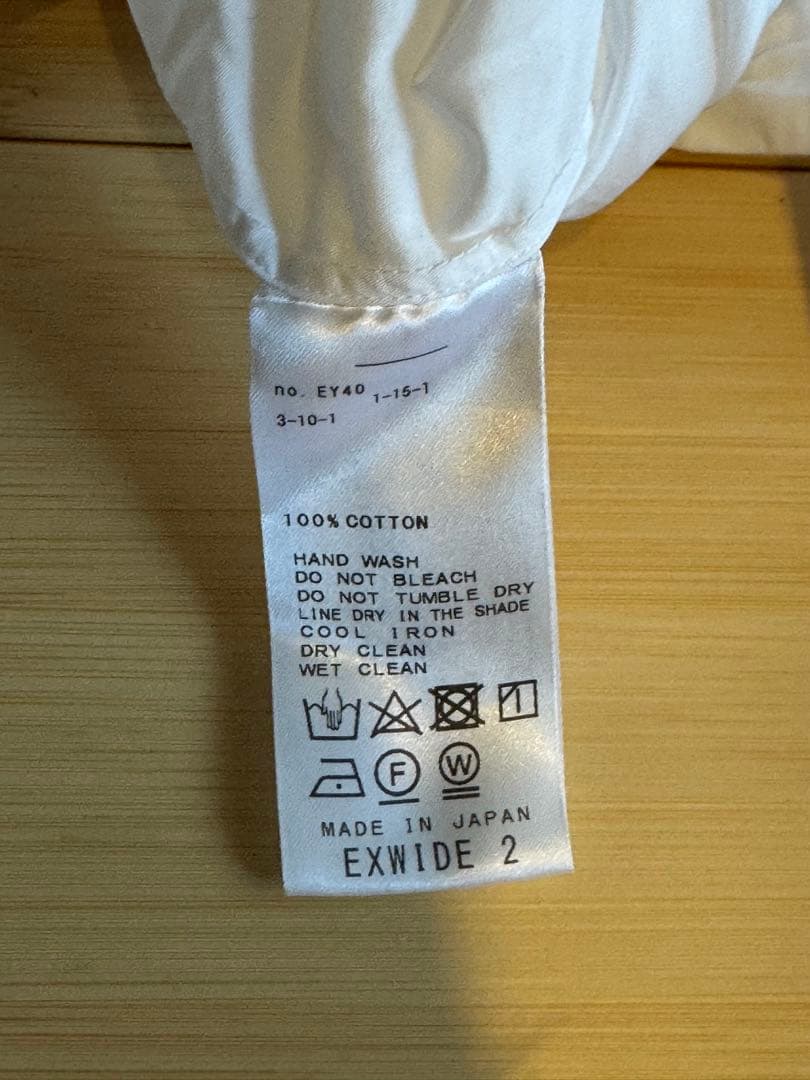 no. EY40 1-15-1
3-10-1
100% COTTON
HAND WASH
DO NOT BLEACH
DO NOT TUMBLE DRY
LINE DRY IN THE SHADE
COOL IRON
DRY CLEAN
WET CLEAN
F W
MADE IN JAPAN
EXWIDE 2